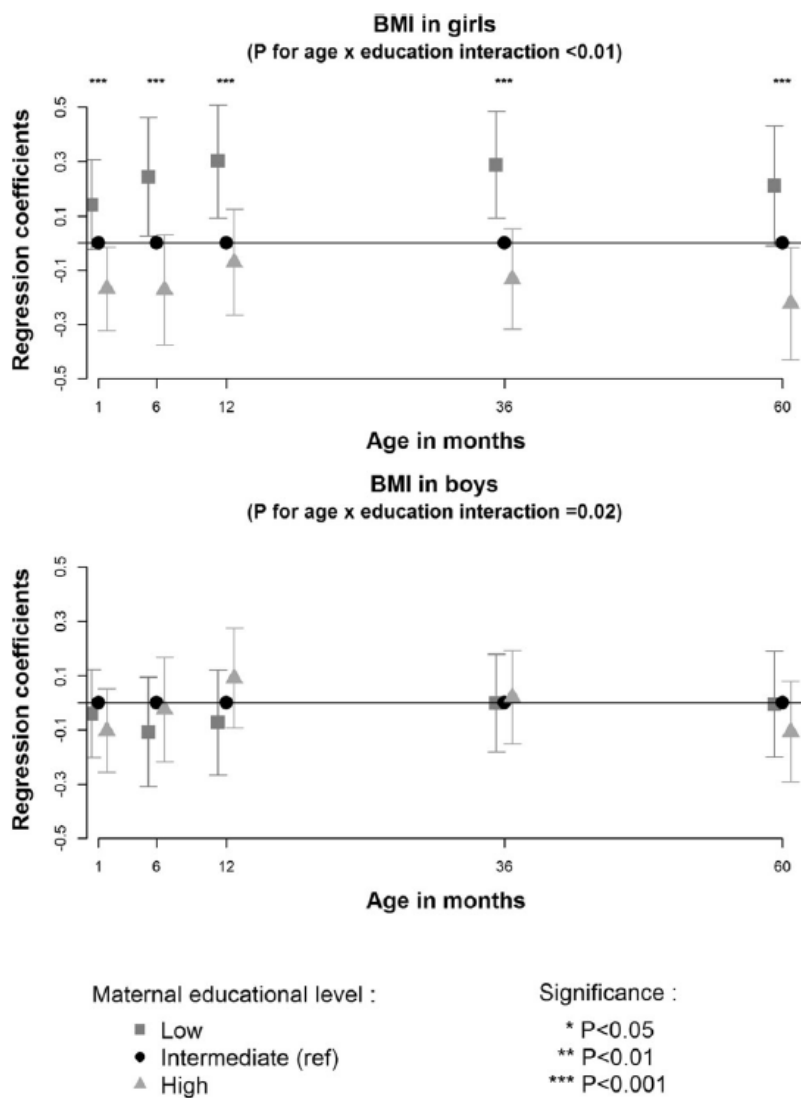 BMI in girls
(P for age x education interaction <0.01)
*** *** *** *** ***
0.5
0.3
0.1
-0.1
-0.3
-0.5
Regression coefficients
1 6 12 36 60
Age in months
BMI in boys
(P for age x education interaction =0.02)
0.5
0.3
0.1
-0.1
-0.3
-0.5
Regression coefficients
1 6 12 36 60
Age in months
Maternal educational level :
Low
Intermediate (ref)
High
Significance :
* P<0.05
** P<0.01
*** P<0.001